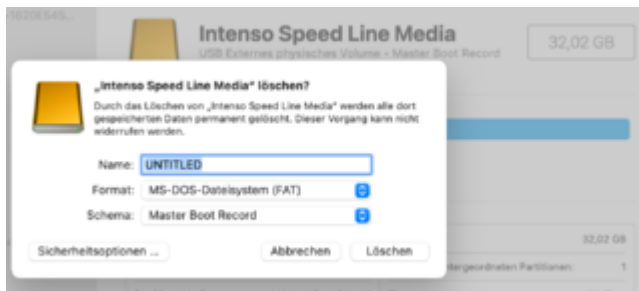 Intenso Speed Line Media
USB Externes physisches Volume • Master Boot Record
32,02 GB
„Intenso Speed Line Media“ löschen?
Durch das Löschen von „Intenso Speed Line Media“ werden alle dort
gespeicherten Daten permanent gelöscht. Dieser Vorgang kann nicht
widerrufen werden.
Name: UNTITLED
Format: MS-DOS-Dateisystem (FAT)
Schema: Master Boot Record
Sicherheitsoptionen ...
Abbrechen
Löschen
32,02 GB
tergeordneten Partitionen: 1